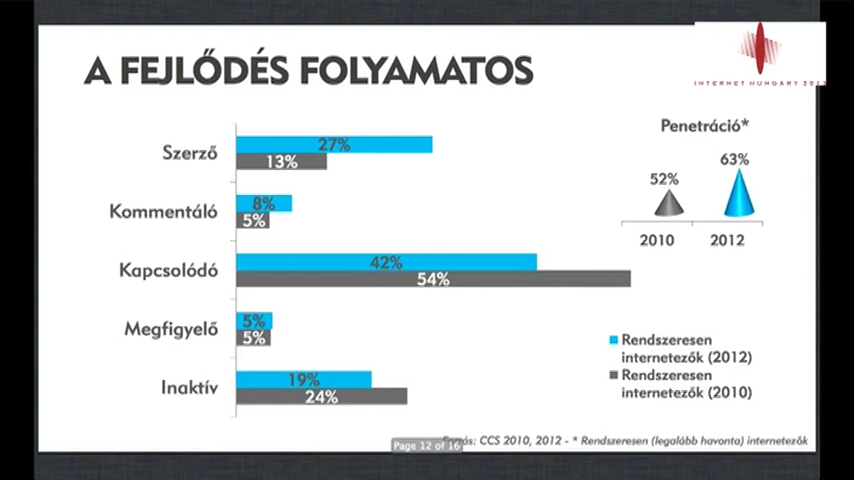 A FEJLŐDÉS FOLYAMATOS
INTERNET HUNGARY 2013
Penetráció*
52%
63%
2010
2012
Szerző
27%
13%
Kommentáló
8%
5%
Kapcsolódó
42%
54%
Megfigyelő
5%
5%
Inaktív
19%
24%
Rendszeresen
internetezők (2012)
Rendszeresen
internetezők (2010)
Page 12 of 16
CCS 2010, 2012 - * Rendszeresen (legalább havonta) internetezők